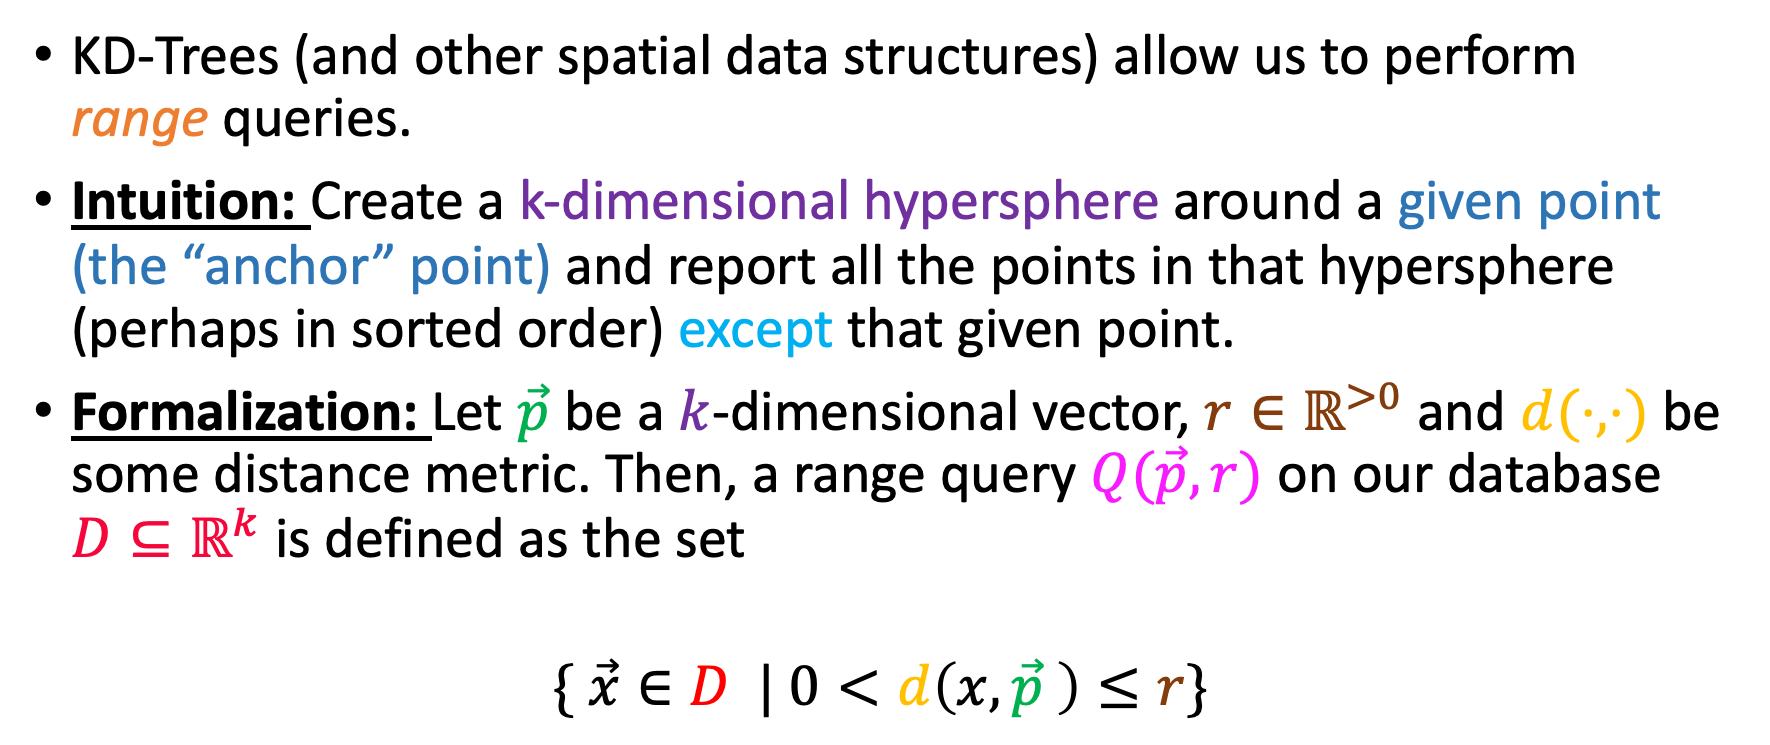 • KD-Trees (and other spatial data structures) allow us to perform
range queries.
• Intuition: Create a k-dimensional hypersphere around a given point
(the “anchor” point) and report all the points in that hypersphere
(perhaps in sorted order) except that given point.
• Formalization: Let p⃗ be a k-dimensional vector, r ∈ ℝ^{>0} and d(·,·) be
some distance metric. Then, a range query Q(p⃗, r) on our database
D ⊆ ℝ^k is defined as the set
{ x⃗ ∈ D | 0 < d(x, p⃗ ) ≤ r}